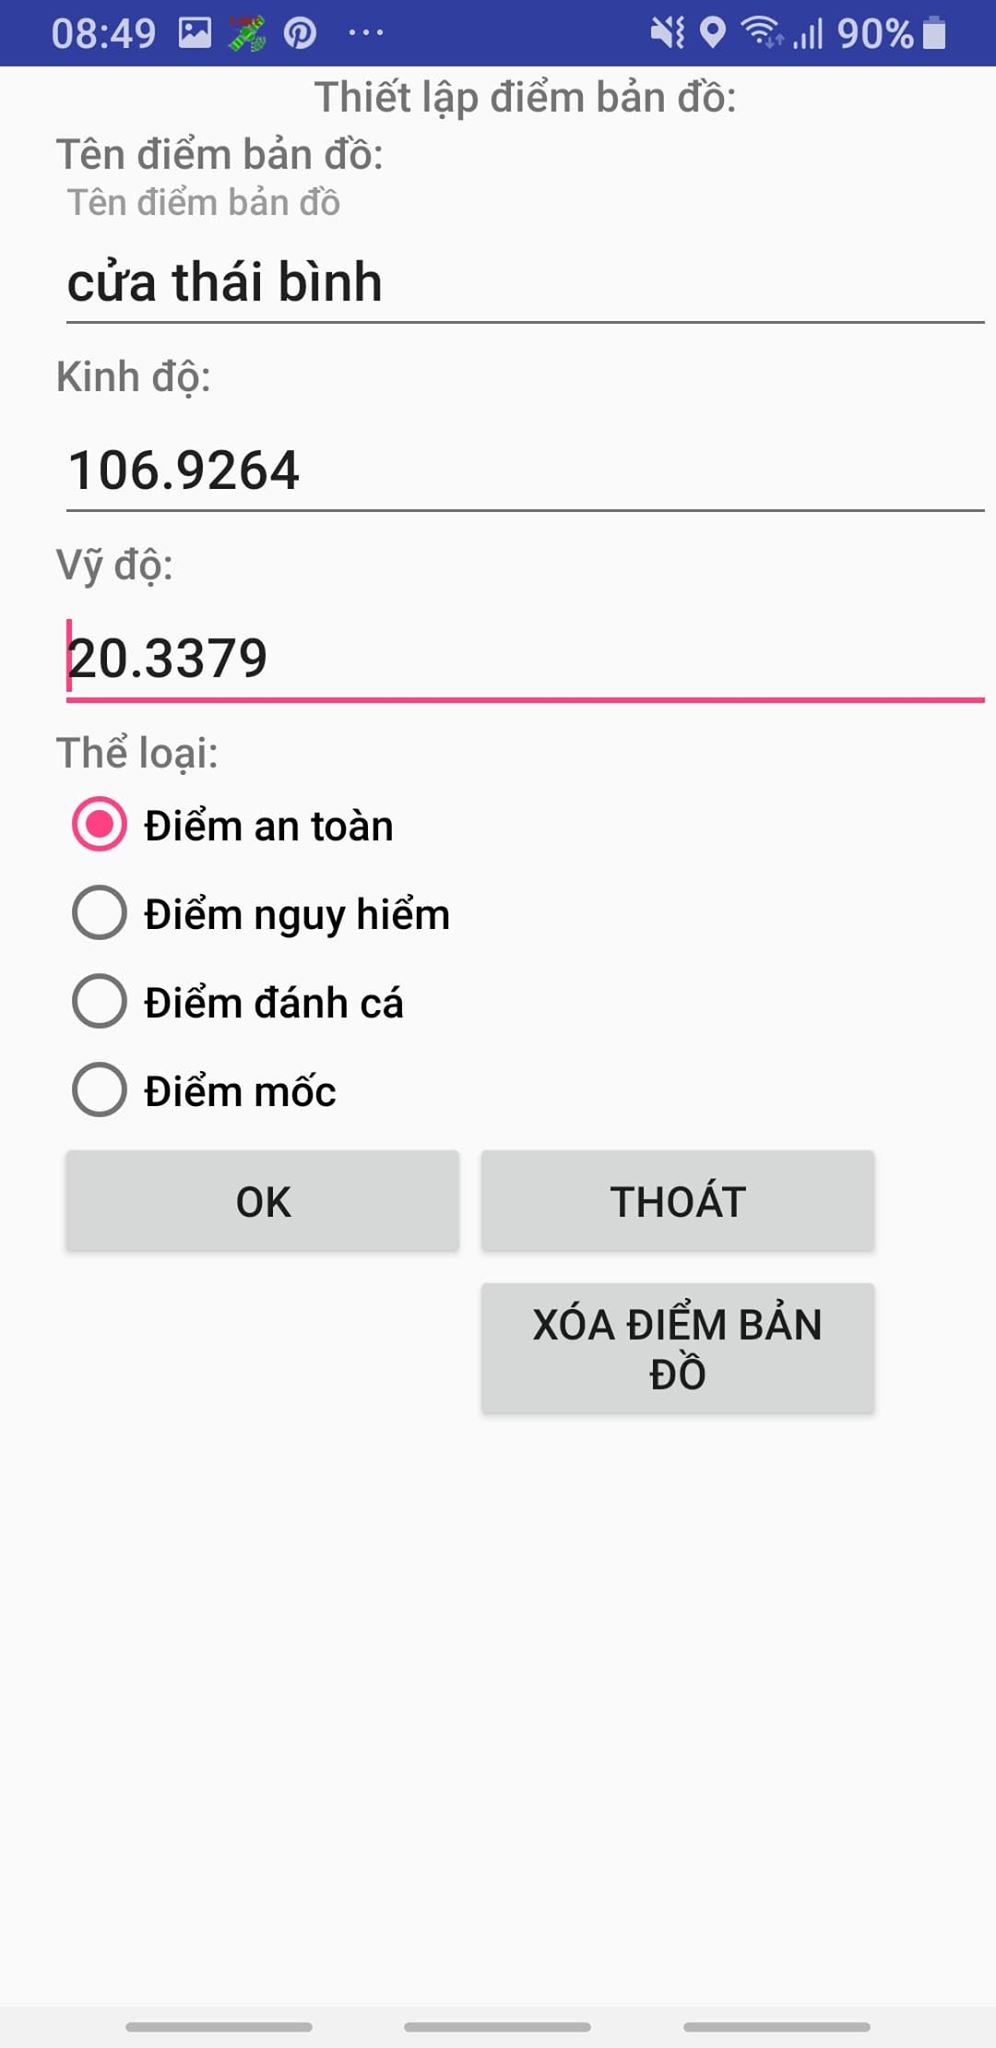 08:49 ... 90%
Thiết lập điểm bản đồ:
Tên điểm bản đồ:
Tên điểm bản đồ
cửa thái bình
Kinh độ:
106.9264
Vỹ độ:
20.3379
Thể loại:
Điểm an toàn
Điểm nguy hiểm
Điểm đánh cá
Điểm mốc
OK THOÁT
XÓA ĐIỂM BẢN
ĐỒ